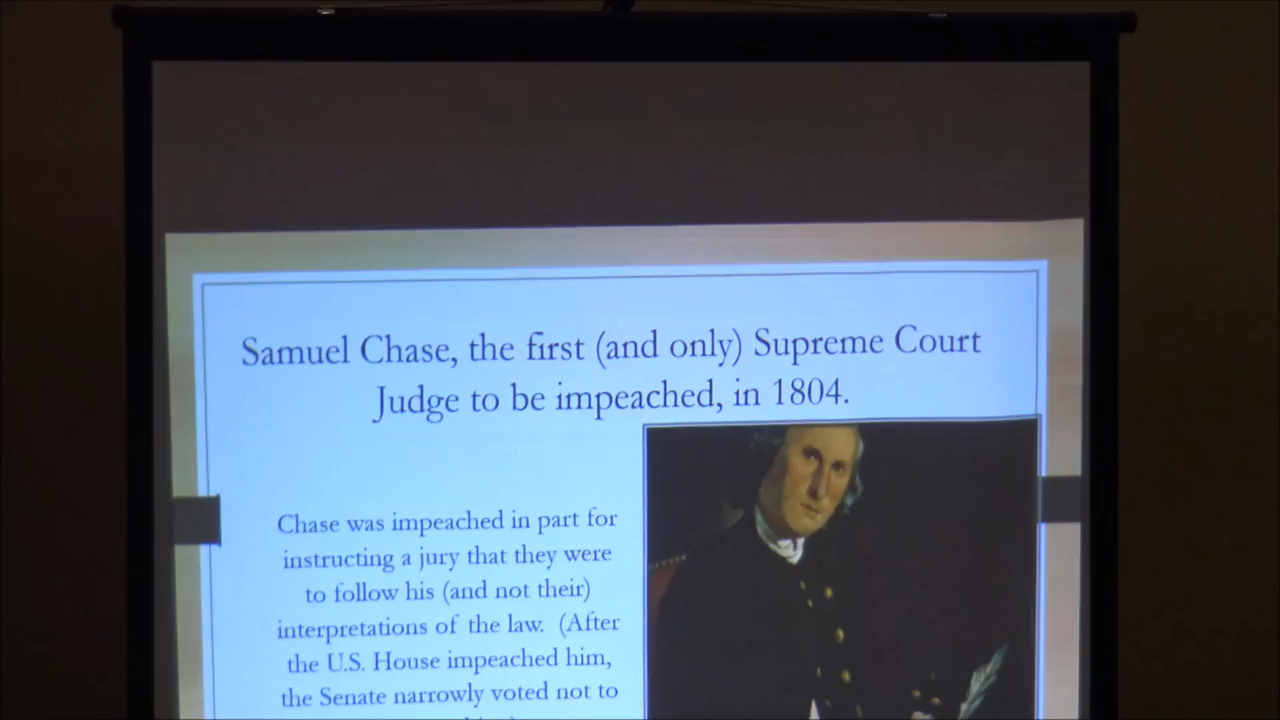 Samuel Chase, the first (and only) Supreme Court
Judge to be impeached, in 1804.
Chase was impeached in part for
instructing a jury that they were
to follow his (and not their)
interpretations of the law.  (After
the U.S. House impeached him,
the Senate narrowly voted not to